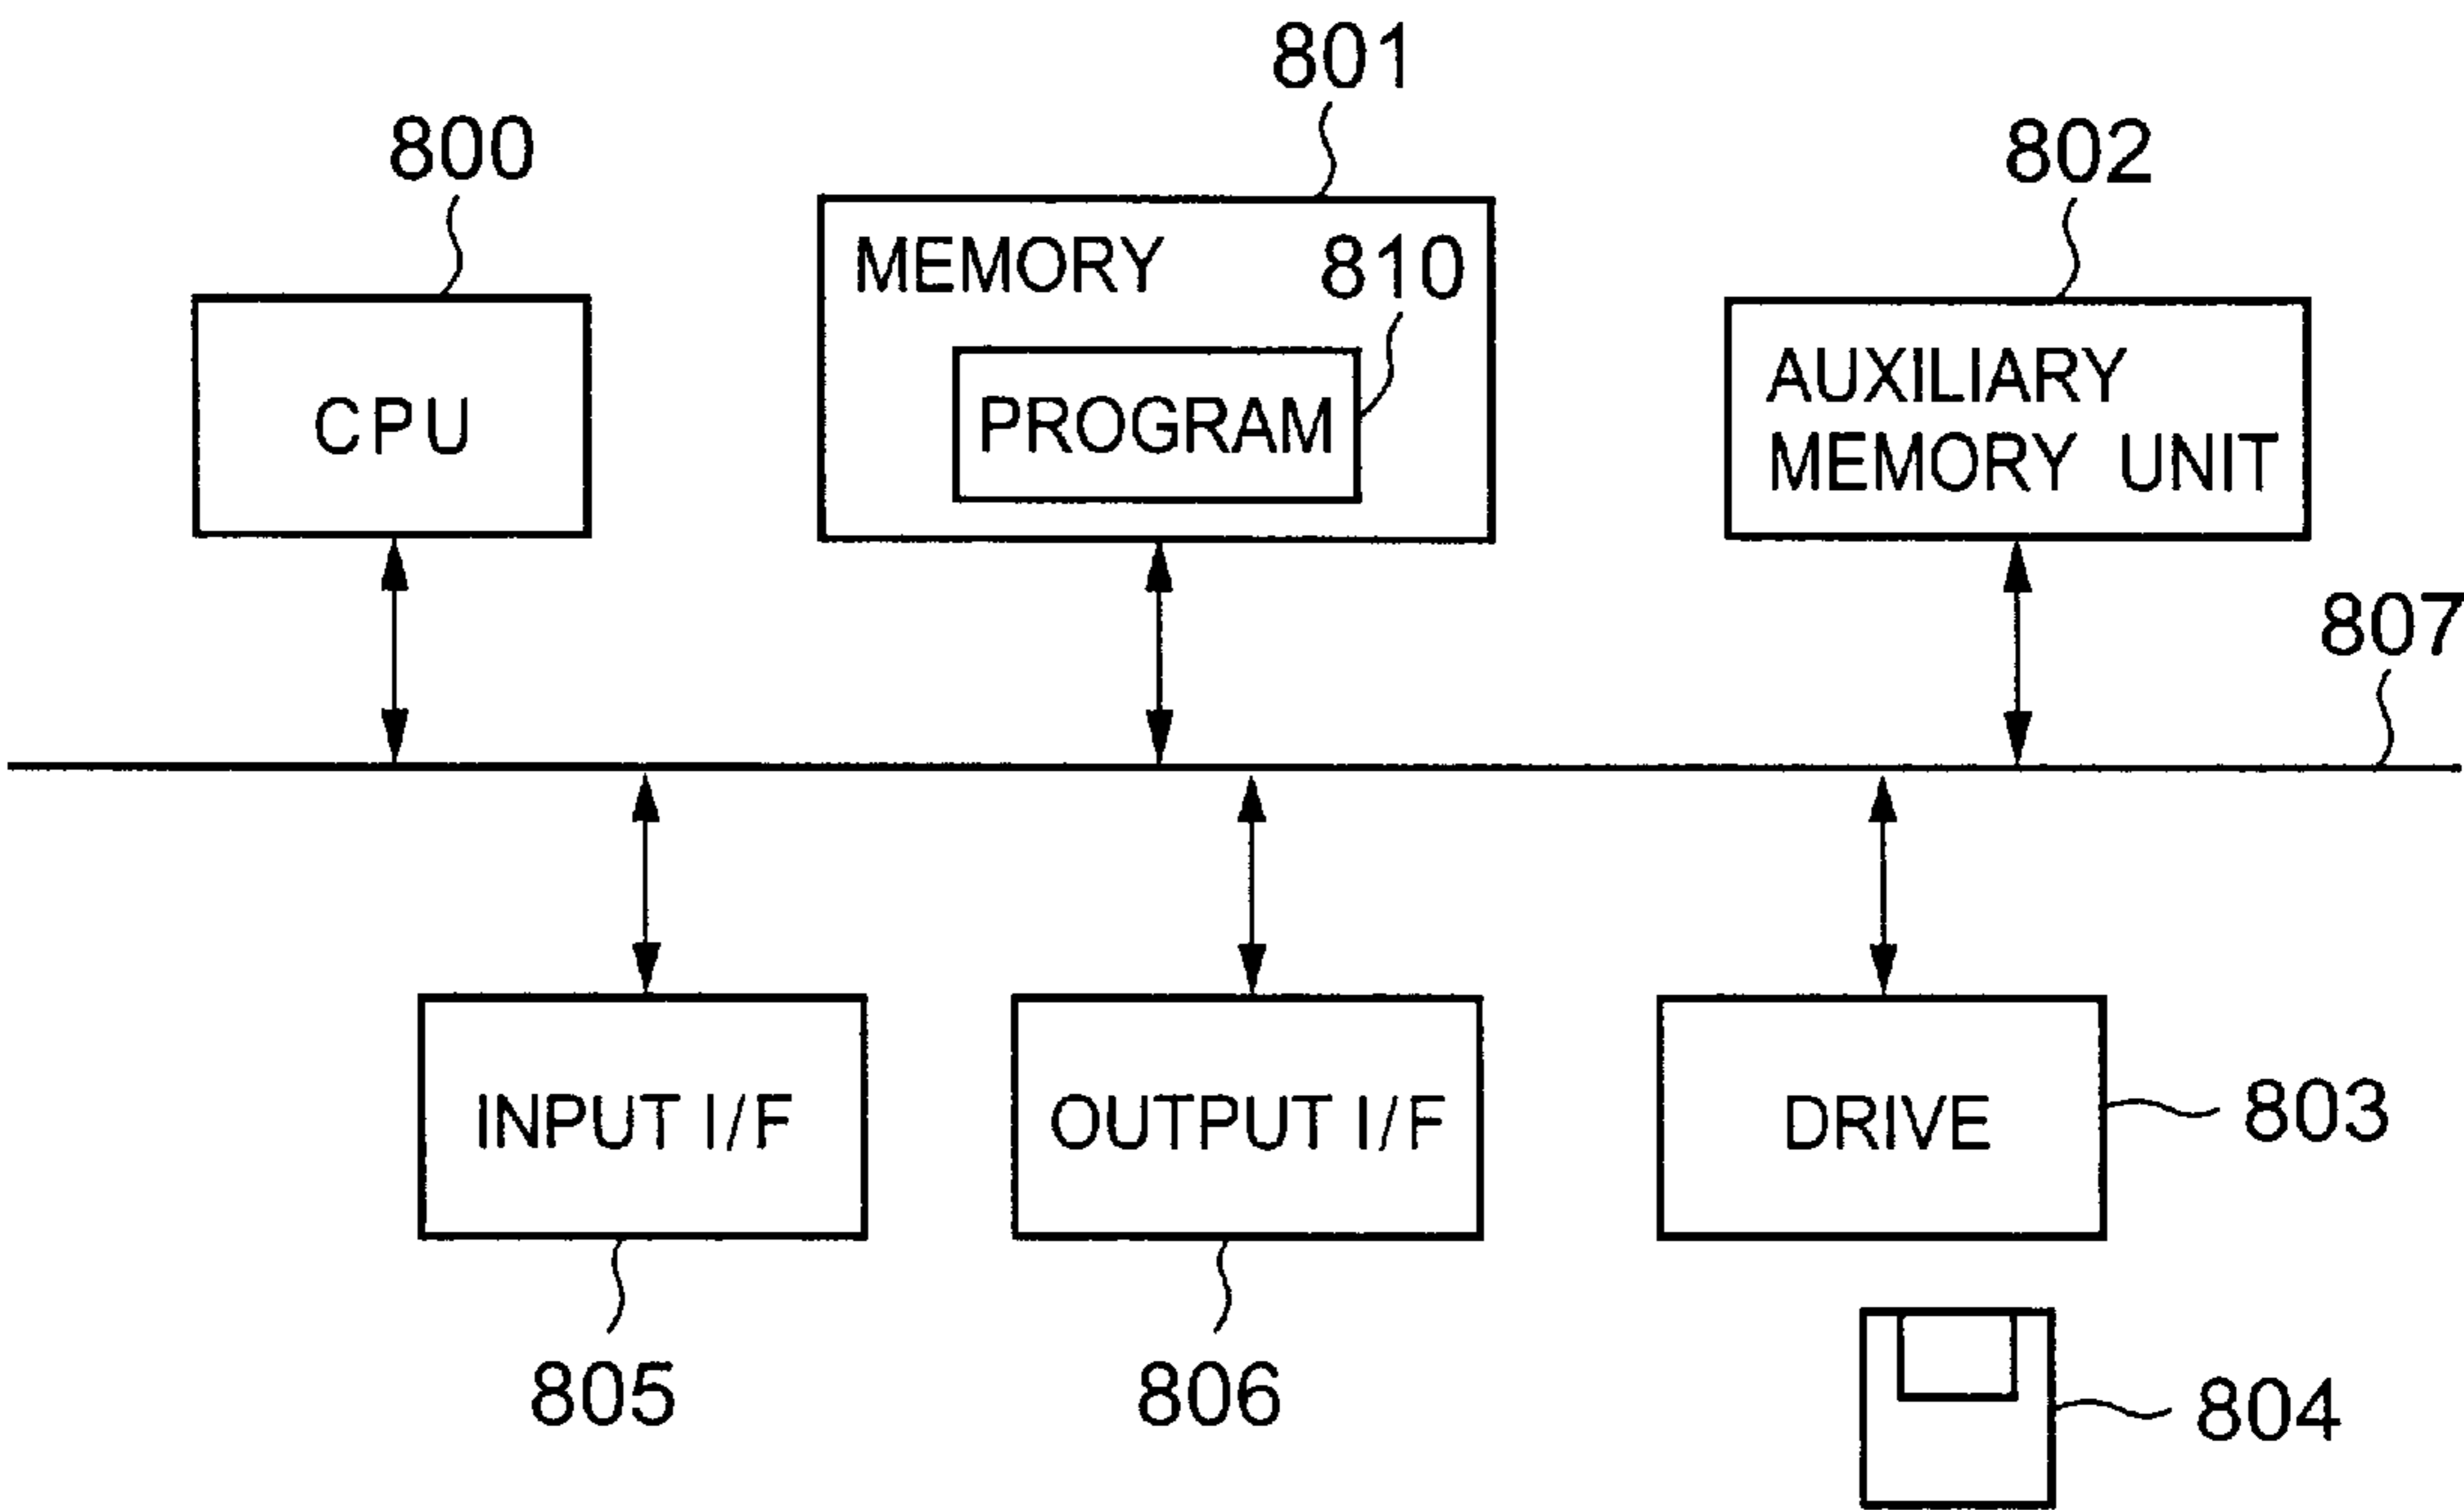 801
800
802
MEMORY
810
CPU
PROGRAM
AUXILIARY
MEMORY UNIT
807
INPUT I/F
OUTPUT I/F
DRIVE
803
805
806
804